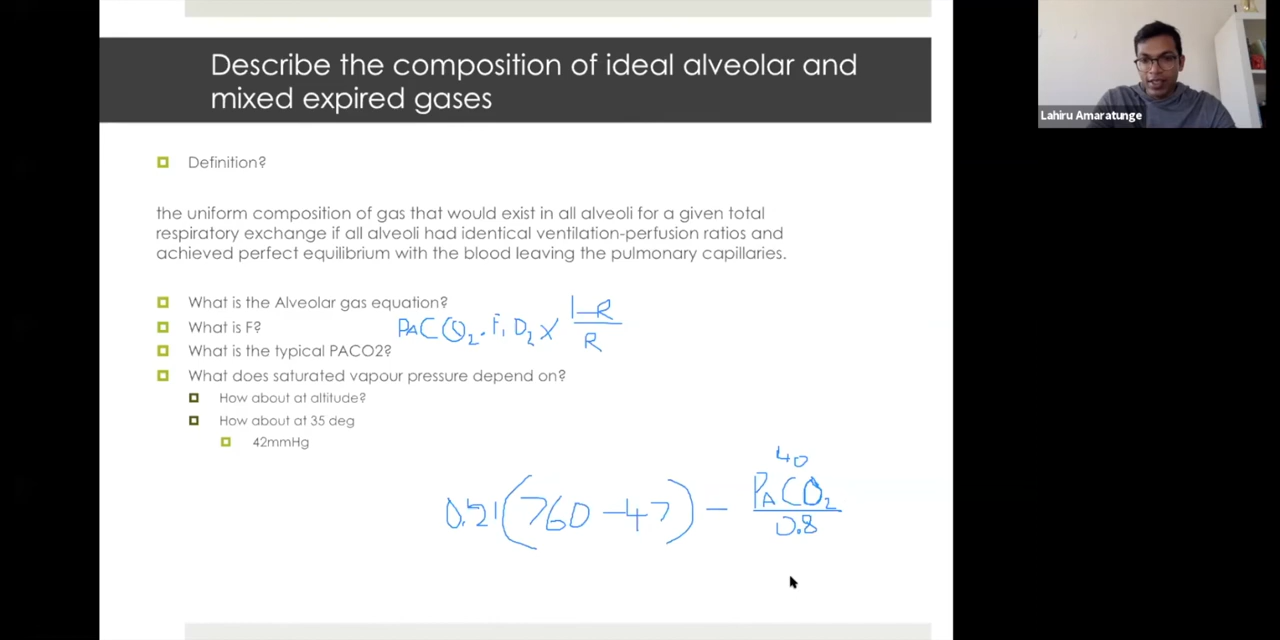 Describe the composition of ideal alveolar and
mixed expired gases
Lahiru Amaratunge
Definition?
the uniform composition of gas that would exist in all alveoli for a given total
respiratory exchange if all alveoli had identical ventilation-perfusion ratios and
achieved perfect equilibrium with the blood leaving the pulmonary capillaries.
What is the Alveolar gas equation?
What is F?
PACO2. FiO2 x 1-R / R
What is the typical PACO2?
What does saturated vapour pressure depend on?
How about at altitude?
How about at 35 deg
42mmHg
40
0.21(760-47) - PACO2 / 0.8